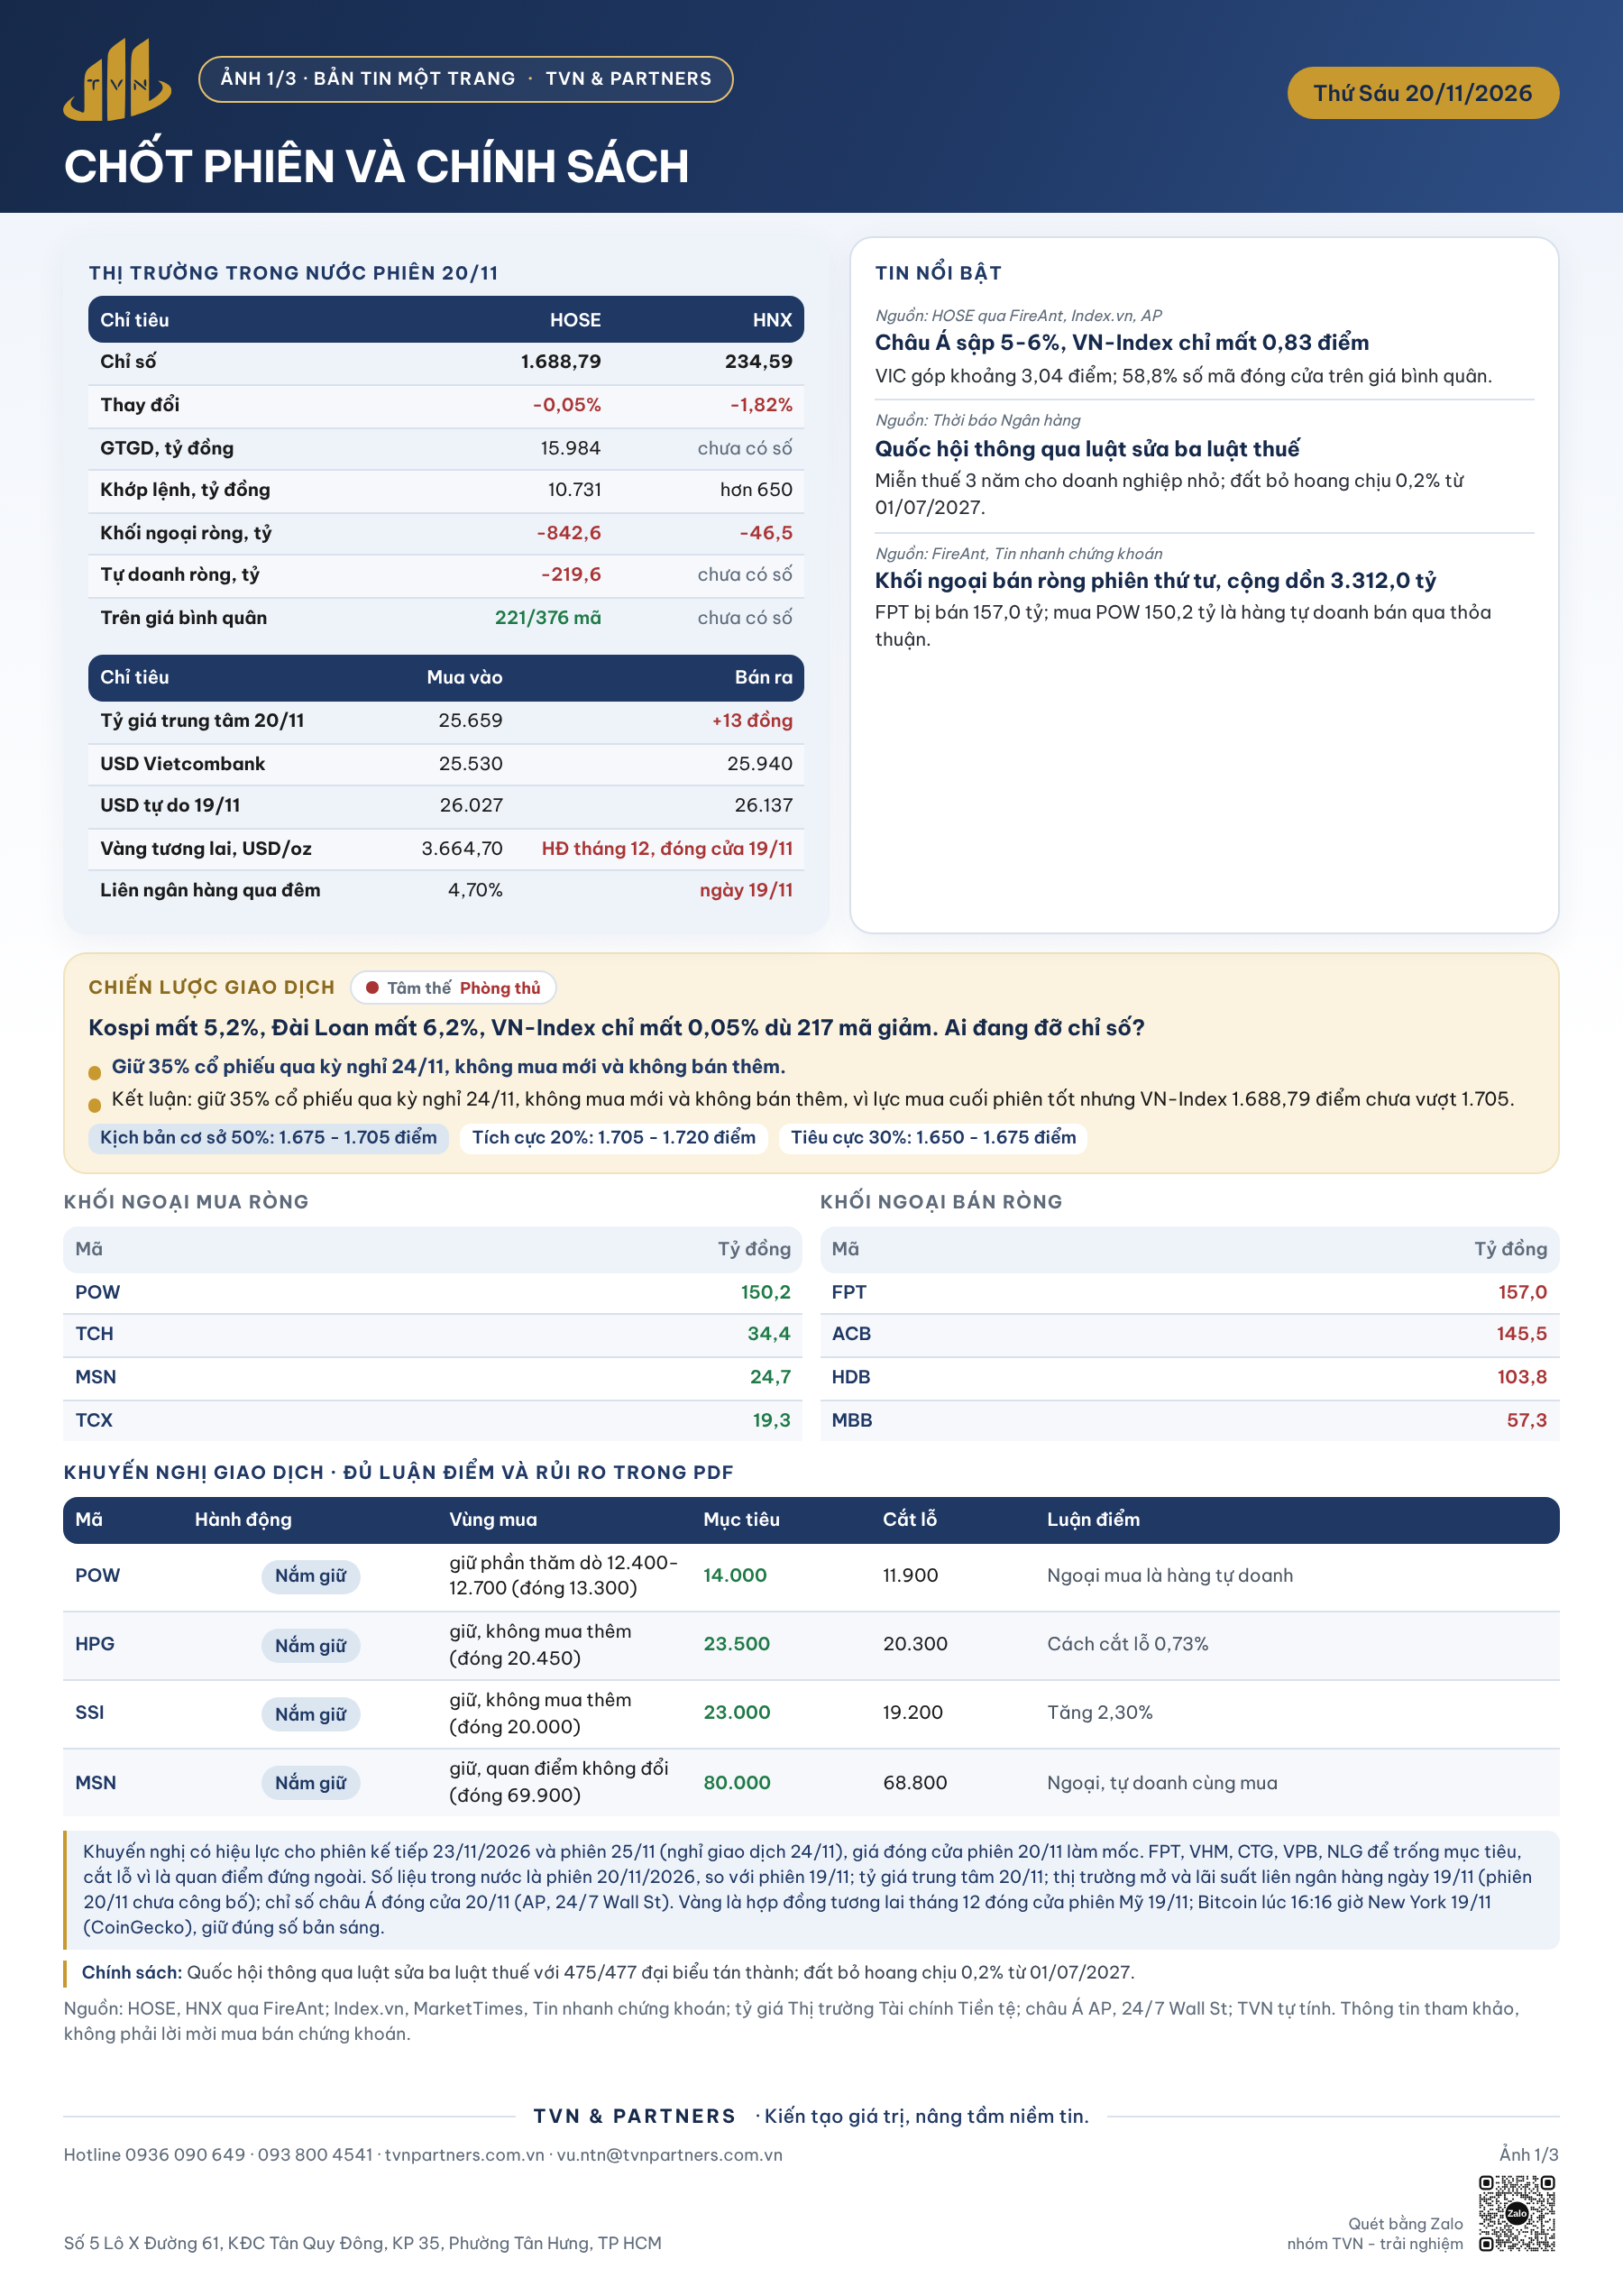 TVN
ẢNH 1/3 · BẢN TIN MỘT TRANG · TVN & PARTNERS
Thứ Sáu 20/11/2026
CHỐT PHIÊN VÀ CHÍNH SÁCH
THỊ TRƯỜNG TRONG NƯỚC PHIÊN 20/11
Chỉ tiêu HOSE HNX
Chỉ số 1.688,79 234,59
Thay đổi -0,05% -1,82%
GTGD, tỷ đồng 15.984 chưa có số
Khớp lệnh, tỷ đồng 10.731 hơn 650
Khối ngoại ròng, tỷ -842,6 -46,5
Tự doanh ròng, tỷ -219,6 chưa có số
Trên giá bình quân 221/376 mã chưa có số
Chỉ tiêu Mua vào Bán ra
Tỷ giá trung tâm 20/11 25.659 +13 đồng
USD Vietcombank 25.530 25.940
USD tự do 19/11 26.027 26.137
Vàng tương lai, USD/oz 3.664,70 HĐ tháng 12, đóng cửa 19/11
Liên ngân hàng qua đêm 4,70% ngày 19/11
TIN NỔI BẬT
Nguồn: HOSE qua FireAnt, Index.vn, AP
Châu Á sập 5-6%, VN-Index chỉ mất 0,83 điểm
VIC góp khoảng 3,04 điểm; 58,8% số mã đóng cửa trên giá bình quân.
Nguồn: Thời báo Ngân hàng
Quốc hội thông qua luật sửa ba luật thuế
Miễn thuế 3 năm cho doanh nghiệp nhỏ; đất bỏ hoang chịu 0,2% từ
01/07/2027.
Nguồn: FireAnt, Tin nhanh chứng khoán
Khối ngoại bán ròng phiên thứ tư, cộng dồn 3.312,0 tỷ
FPT bị bán 157,0 tỷ; mua POW 150,2 tỷ là hàng tự doanh bán qua thỏa
thuận.
CHIẾN LƯỢC GIAO DỊCH Tâm thế Phòng thủ
Kospi mất 5,2%, Đài Loan mất 6,2%, VN-Index chỉ mất 0,05% dù 217 mã giảm. Ai đang đỡ chỉ số?
Giữ 35% cổ phiếu qua kỳ nghỉ 24/11, không mua mới và không bán thêm.
Kết luận: giữ 35% cổ phiếu qua kỳ nghỉ 24/11, không mua mới và không bán thêm, vì lực mua cuối phiên tốt nhưng VN-Index 1.688,79 điểm chưa vượt 1.705.
Kịch bản cơ sở 50%: 1.675 - 1.705 điểm Tích cực 20%: 1.705 - 1.720 điểm Tiêu cực 30%: 1.650 - 1.675 điểm
KHỐI NGOẠI MUA RÒNG
Mã Tỷ đồng
POW 150,2
TCH 34,4
MSN 24,7
TCX 19,3
KHỐI NGOẠI BÁN RÒNG
Mã Tỷ đồng
FPT 157,0
ACB 145,5
HDB 103,8
MBB 57,3
KHUYẾN NGHỊ GIAO DỊCH · ĐỦ LUẬN ĐIỂM VÀ RỦI RO TRONG PDF
Mã Hành động Vùng mua Mục tiêu Cắt lỗ Luận điểm
POW Nắm giữ giữ phần thăm dò 12.400-
12.700 (đóng 13.300) 14.000 11.900 Ngoại mua là hàng tự doanh
HPG Nắm giữ giữ, không mua thêm
(đóng 20.450) 23.500 20.300 Cách cắt lỗ 0,73%
SSI Nắm giữ giữ, không mua thêm
(đóng 20.000) 23.000 19.200 Tăng 2,30%
MSN Nắm giữ giữ, quan điểm không đổi
(đóng 69.900) 80.000 68.800 Ngoại, tự doanh cùng mua
Khuyến nghị có hiệu lực cho phiên kế tiếp 23/11/2026 và phiên 25/11 (nghỉ giao dịch 24/11), giá đóng cửa phiên 20/11 làm mốc. FPT, VHM, CTG, VPB, NLG để trống mục tiêu,
cắt lỗ vì là quan điểm đứng ngoài. Số liệu trong nước là phiên 20/11/2026, so với phiên 19/11; tỷ giá trung tâm 20/11; thị trường mở và lãi suất liên ngân hàng ngày 19/11 (phiên
20/11 chưa công bố); chỉ số châu Á đóng cửa 20/11 (AP, 24/7 Wall St). Vàng là hợp đồng tương lai tháng 12 đóng cửa phiên Mỹ 19/11; Bitcoin lúc 16:16 giờ New York 19/11
(CoinGecko), giữ đúng số bản sáng.
Chính sách: Quốc hội thông qua luật sửa ba luật thuế với 475/477 đại biểu tán thành; đất bỏ hoang chịu 0,2% từ 01/07/2027.
Nguồn: HOSE, HNX qua FireAnt; Index.vn, MarketTimes, Tin nhanh chứng khoán; tỷ giá Thị trường Tài chính Tiền tệ; châu Á AP, 24/7 Wall St; TVN tự tính. Thông tin tham khảo,
không phải lời mời mua bán chứng khoán.
TVN & PARTNERS · Kiến tạo giá trị, nâng tầm niềm tin.
Hotline 0936 090 649 · 093 800 4541 · tvnpartners.com.vn · vu.ntn@tvnpartners.com.vn
Ảnh 1/3
Zalo
Quét bằng Zalo
nhóm TVN - trải nghiệm
Số 5 Lô X Đường 61, KĐC Tân Quy Đông, KP 35, Phường Tân Hưng, TP HCM